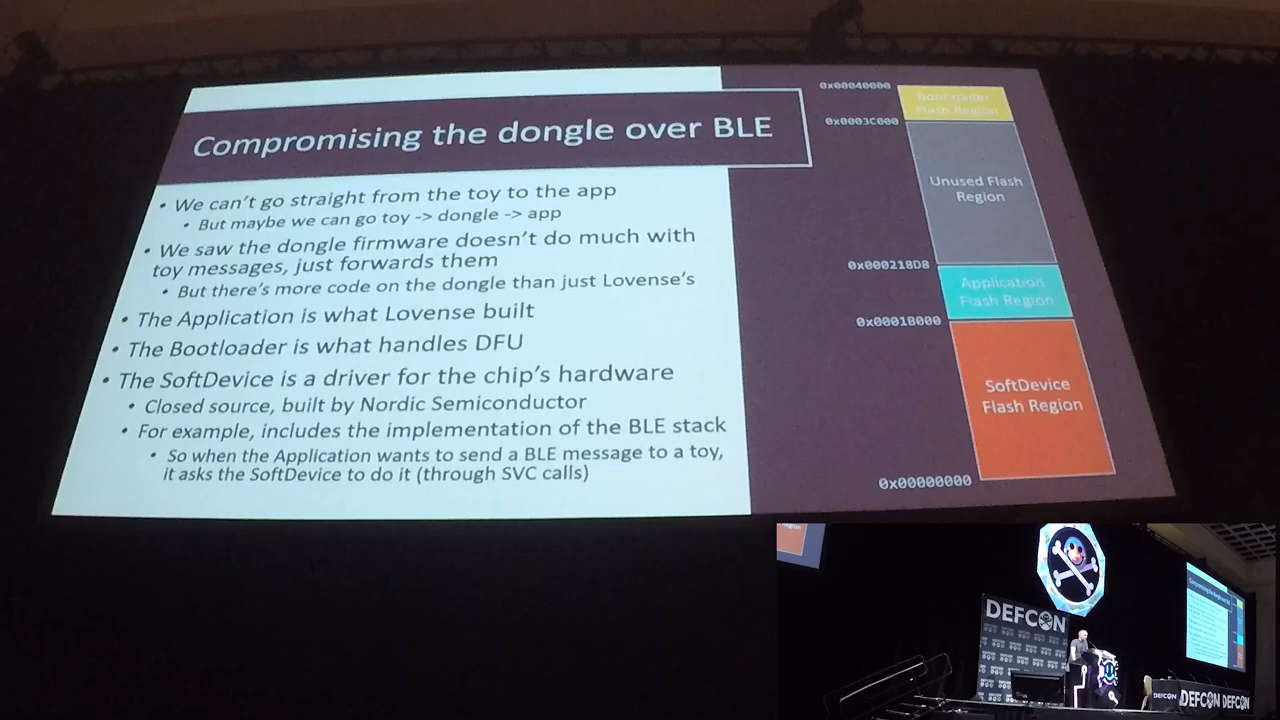 Compromising the dongle over BLE
• We can't go straight from the toy to the app
• But maybe we can go toy -> dongle -> app
• We saw the dongle firmware doesn't do much with
toy messages, just forwards them
• But there's more code on the dongle than just Lovense's
• The Application is what Lovense built
• The Bootloader is what handles DFU
• The SoftDevice is a driver for the chip's hardware
• Closed source, built by Nordic Semiconductor
• For example, includes the implementation of the BLE stack
• So when the Application wants to send a BLE message to a toy,
it asks the SoftDevice to do it (through SVC calls)
0x00040000
Bootloader
Flash Region
0x0003C000
Unused Flash
Region
0x000218D8
Application
Flash Region
0x0001B000
SoftDevice
Flash Region
0x00000000
Region
DEFCON
DEFCON
DEFCON
DEFCON